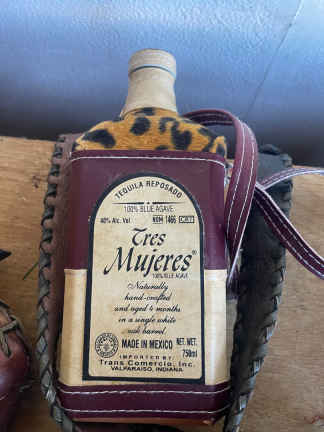 TEQUILA REPOSADO
100% BLUE AGAVE
40% Alc. Vol NOM 1466 CRT
Tres
Mujeres®
100% BLUE AGAVE
Naturally
hand-crafted
and aged 4 months
in a single white
oak barrel.
MADE IN MEXICO NET. WT.
750ml
IMPORTED BY:
Trans Comercio, Inc.
VALPARAISO, INDIANA.